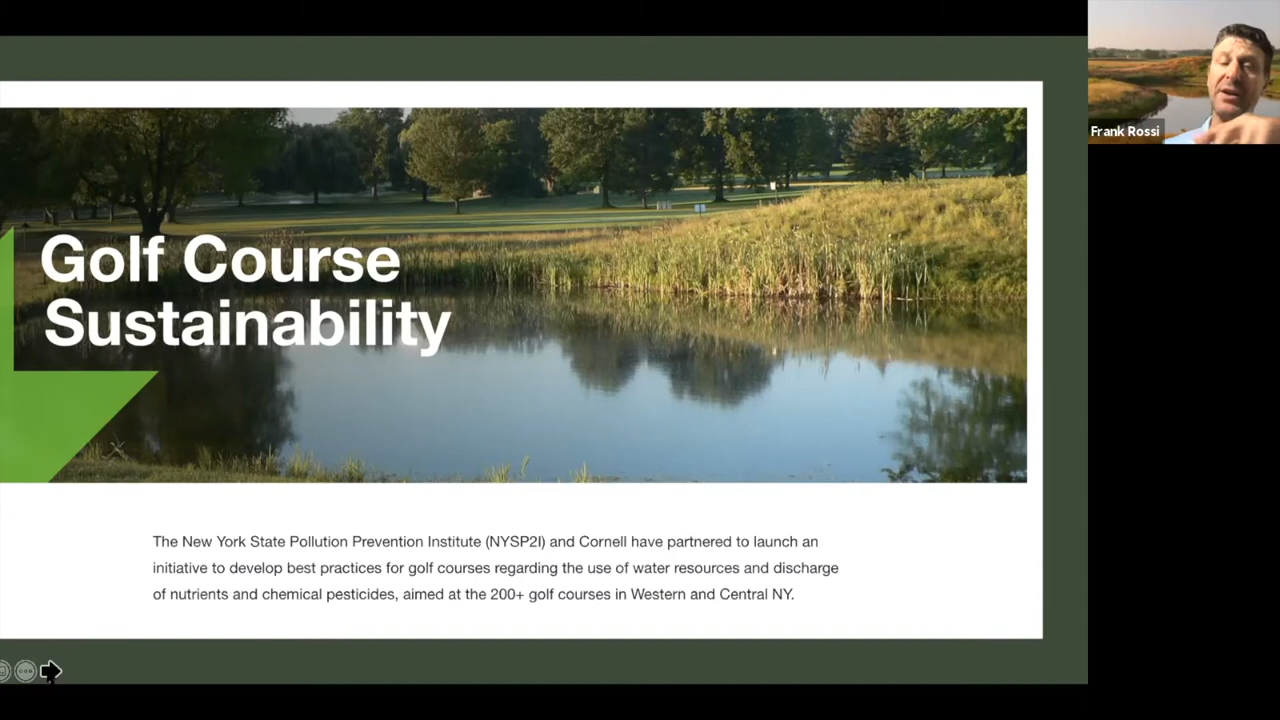 Golf Course
Sustainability
The New York State Pollution Prevention Institute (NYSP2I) and Cornell have partnered to launch an
initiative to develop best practices for golf courses regarding the use of water resources and discharge
of nutrients and chemical pesticides, aimed at the 200+ golf courses in Western and Central NY.
Frank Rossi